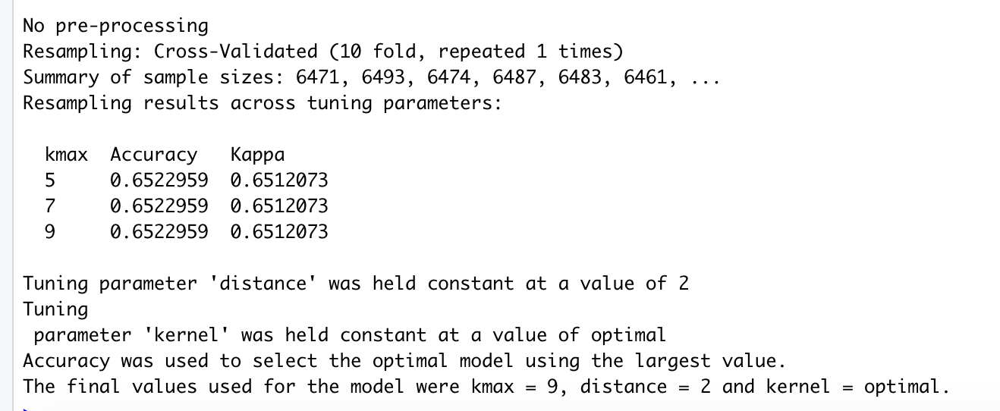 No pre-processing
Resampling: Cross-Validated (10 fold, repeated 1 times)
Summary of sample sizes: 6471, 6493, 6474, 6487, 6483, 6461, ...
Resampling results across tuning parameters:

  kmax  Accuracy   Kappa
  5     0.6522959  0.6512073
  7     0.6522959  0.6512073
  9     0.6522959  0.6512073

Tuning parameter 'distance' was held constant at a value of 2
Tuning
 parameter 'kernel' was held constant at a value of optimal
Accuracy was used to select the optimal model using the largest value.
The final values used for the model were kmax = 9, distance = 2 and kernel = optimal.